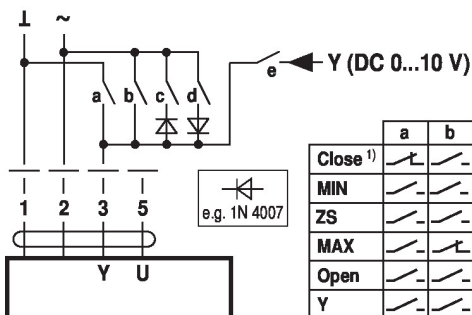 ⊥ ~
a b c d e Y (DC 0...10 V)
a b
Close 1)
MIN
ZS
MAX
Open
Y
e.g. 1N 4007
1 2 3 5
Y U